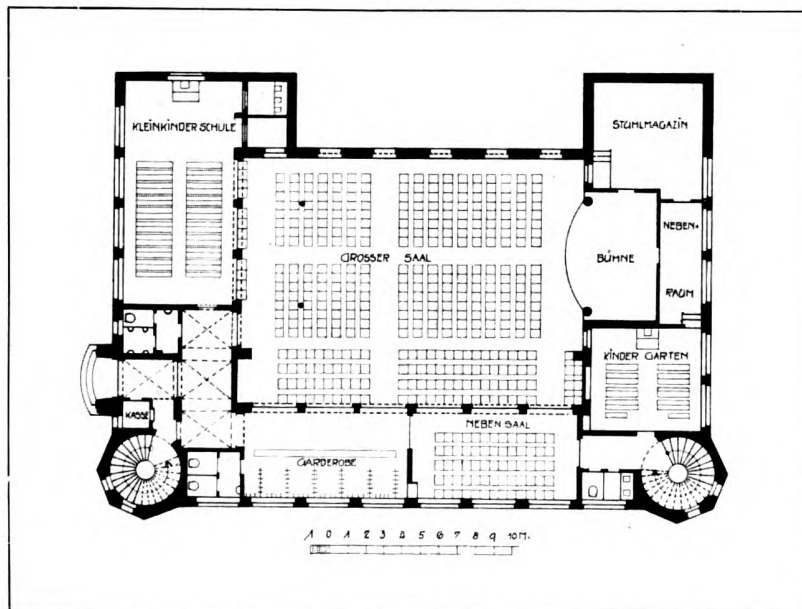 KLEINKINDER SCHULE
STUHLMAGAZIN
NEBEN-
RAUM
GROSSER SAAL
BÜHNE
KINDER GARTEN
KASSE
NEBEN SAAL
GARDEROBE
1 0 1 2 3 4 5 6 7 8 9 10 M.